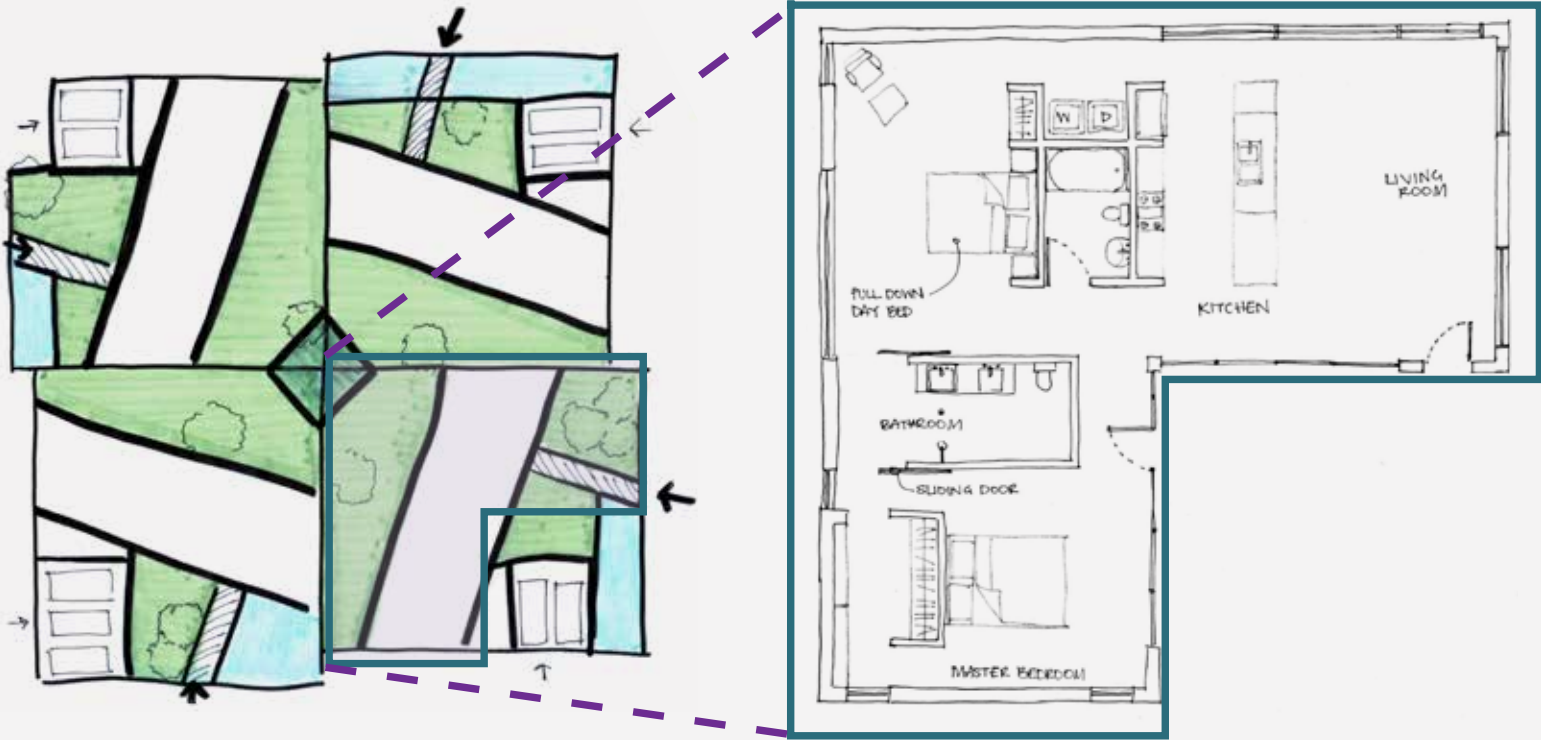 W D
LIVING
ROOM
PULL DOWN
DAY BED
KITCHEN
BATHROOM
SLIDING DOOR
MASTER BEDROOM